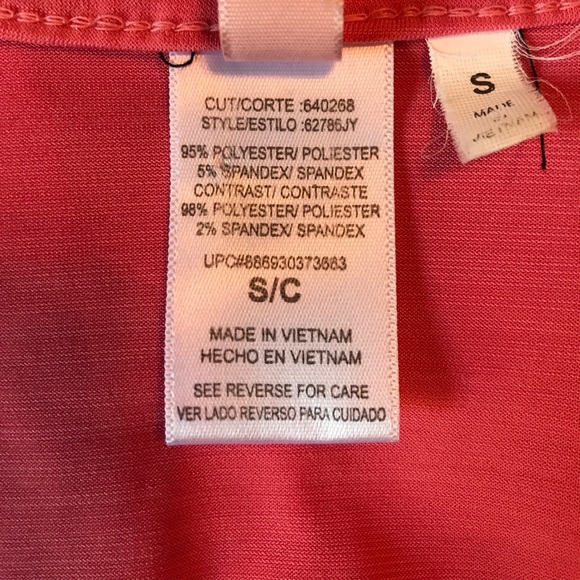 CUT/CORTE :640268
STYLE/ESTILO :62786JY
95% POLYESTER/ POLIESTER
5% SPANDEX/ SPANDEX
CONTRAST/ CONTRASTE
98% POLYESTER/ POLIESTER
2% SPANDEX/ SPANDEX
UPC#886930373663
S/C
MADE IN VIETNAM
HECHO EN VIETNAM
SEE REVERSE FOR CARE
VER LADO REVERSO PARA CUIDADO
S
MADE
VIETNAM